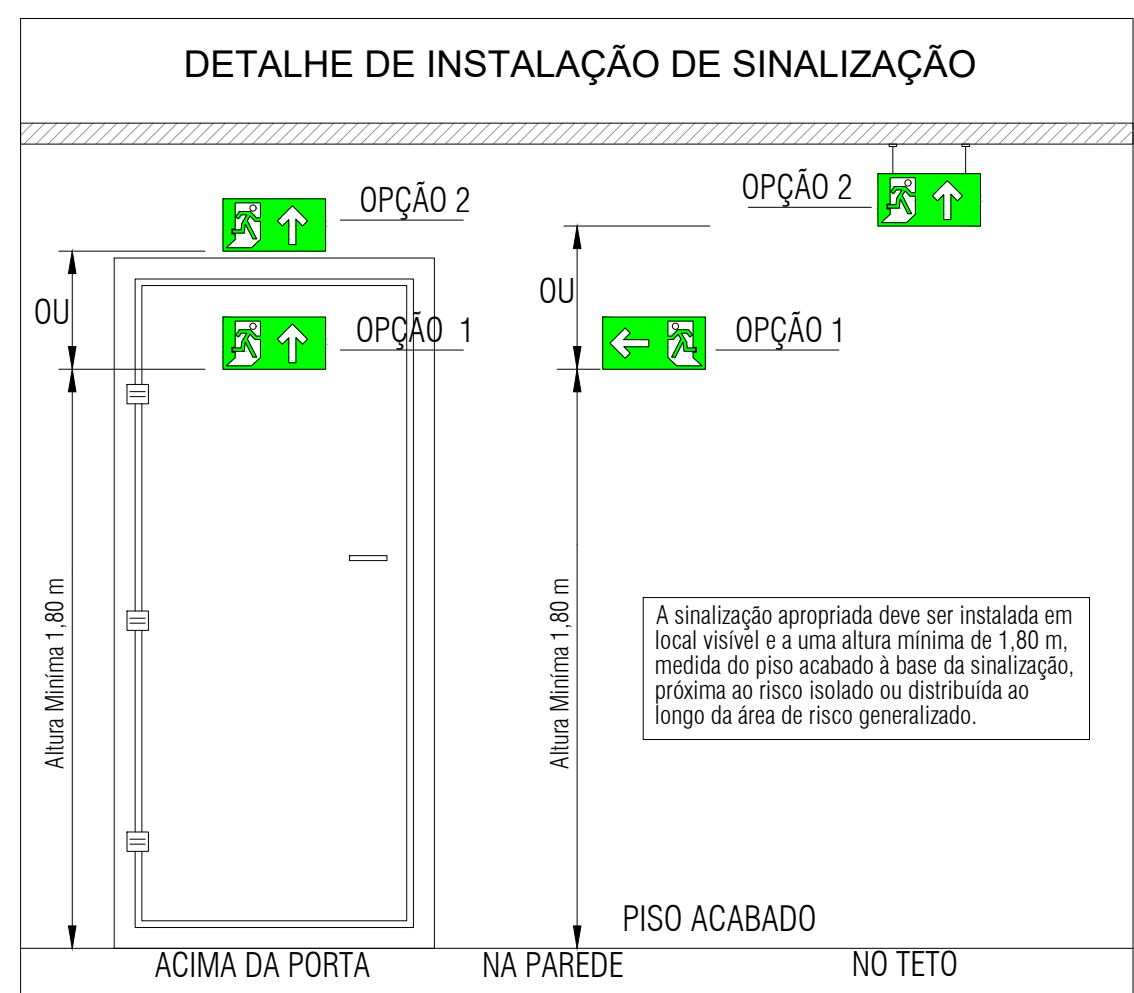 DETALHE DE INSTALAÇÃO DE SINALIZAÇÃO
OPÇÃO 2
OPÇÃO 2
OU
OU
OPÇÃO 1
OPÇÃO 1
Altura Miníma 1,80 m
Altura Miníma 1,80 m
A sinalização apropriada deve ser instalada em
local visível e a uma altura mínima de 1,80 m,
medida do piso acabado à base da sinalização,
próxima ao risco isolado ou distribuída ao
longo da área de risco generalizado.
PISO ACABADO
ACIMA DA PORTA
NA PAREDE
NO TETO